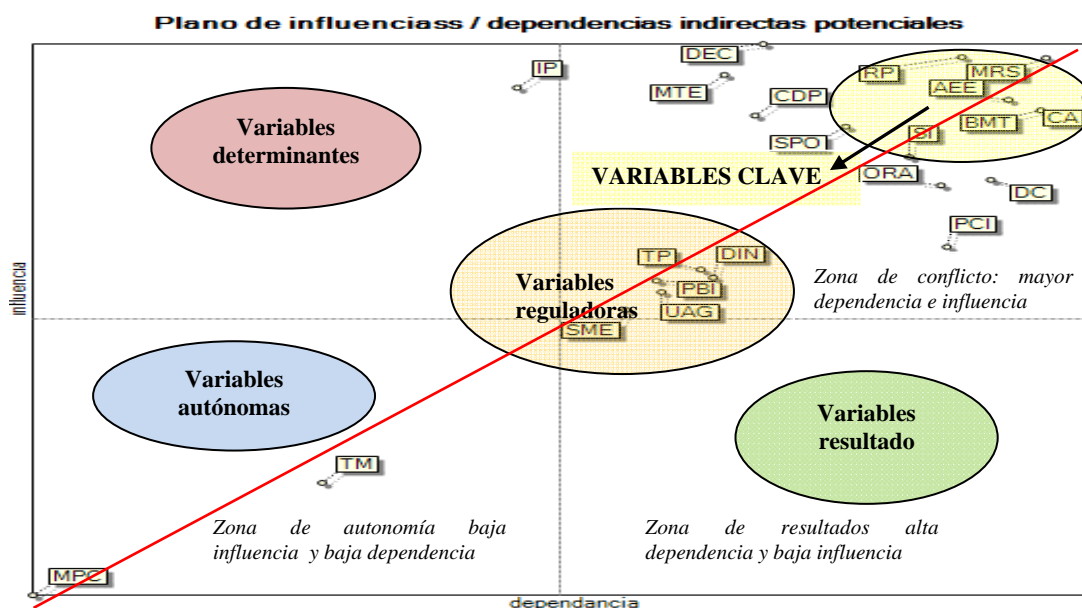 Plano de influenciass / dependencias indirectas potenciales
DEC
IP
RP
MRS
MTE
AEE
CDP
BMT
CA
SPO
SI
Variables
determantes
VARIABLES CLAVE
ORA
DC
PCI
TP
DIN
Variables
reguladoras
PBI
UAG
SME
Zona de conflicto: mayor
dependencia e influencia
influencia
Variables
autónomas
Variables
resultado
TM
Zona de autonomía baja
influencia y baja dependencia
Zona de resultados alta
dependencia y baja influencia
MPC
dependancia